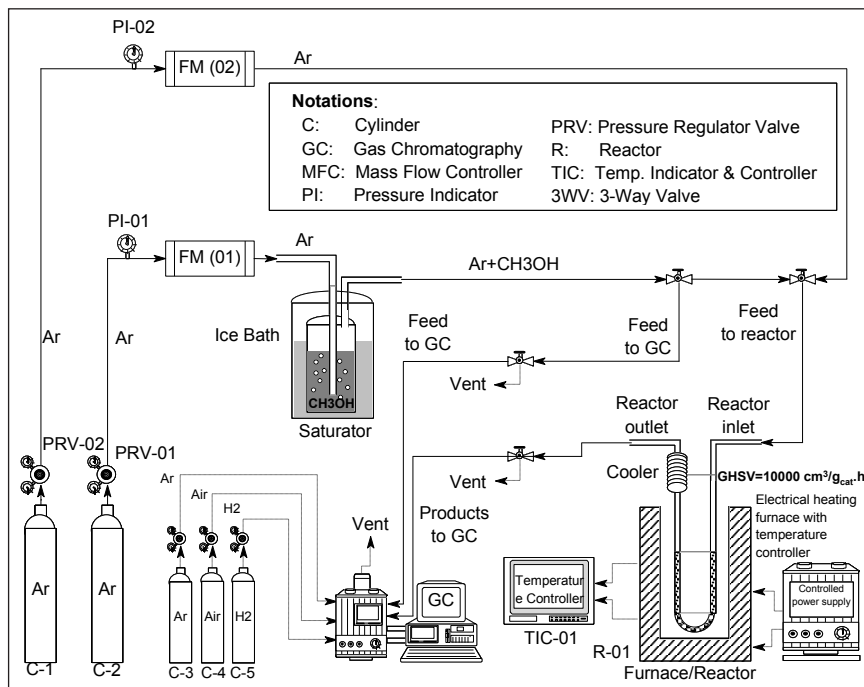 PI-02
FM (02)
Ar
Notations:
C: Cylinder
GC: Gas Chromatography
MFC: Mass Flow Controller
PI: Pressure Indicator
PRV: Pressure Regulator Valve
R: Reactor
TIC: Temp. Indicator & Controller
3WV: 3-Way Valve
PI-01
FM (01)
Ar
Ar+CH3OH
Ar
Ar
Ice Bath
CH3OH
Saturator
Feed
to GC
Feed
to GC
Feed
to reactor
Vent
Reactor
outlet
Reactor
inlet
PRV-02
PRV-01
Ar
Air
H2
Vent
Vent
Cooler
GHSV=10000 cm³/gcat.h
Products
to GC
Electrical heating
furnace with
temperature
controller
Ar
Ar
Ar
Air
H2
GC
Temperatur
e Controller
Controlled
power supply
TIC-01
R-01
Furnace/Reactor
C-1
C-2
C-3
C-4
C-5